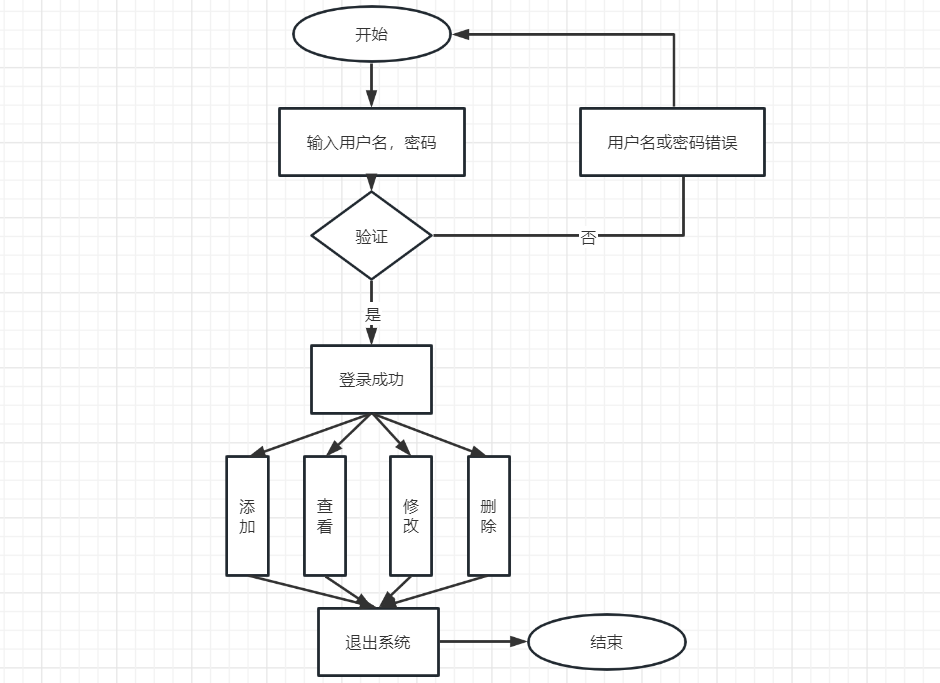 开始
输入用户名，密码
用户名或密码错误
验证
否
是
登录成功
添
加
查
看
修
改
删
除
退出系统
结束